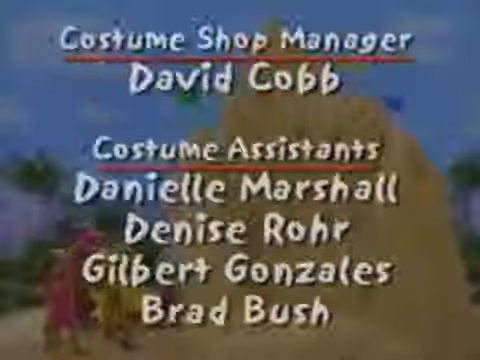 Costume Shop Manager
David Cobb
Costume Assistants
Danielle Marshall
Denise Rohr
Gilbert Gonzales
Brad Bush